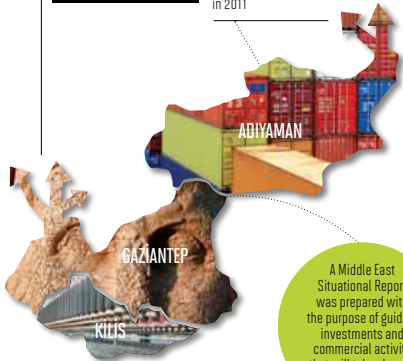 in 2011
ADIYAMAN
GAZİANTEP
KİLİS
A Middle East
Situational Repor
was prepared wit
the purpose of guid
investments and
commercial activit